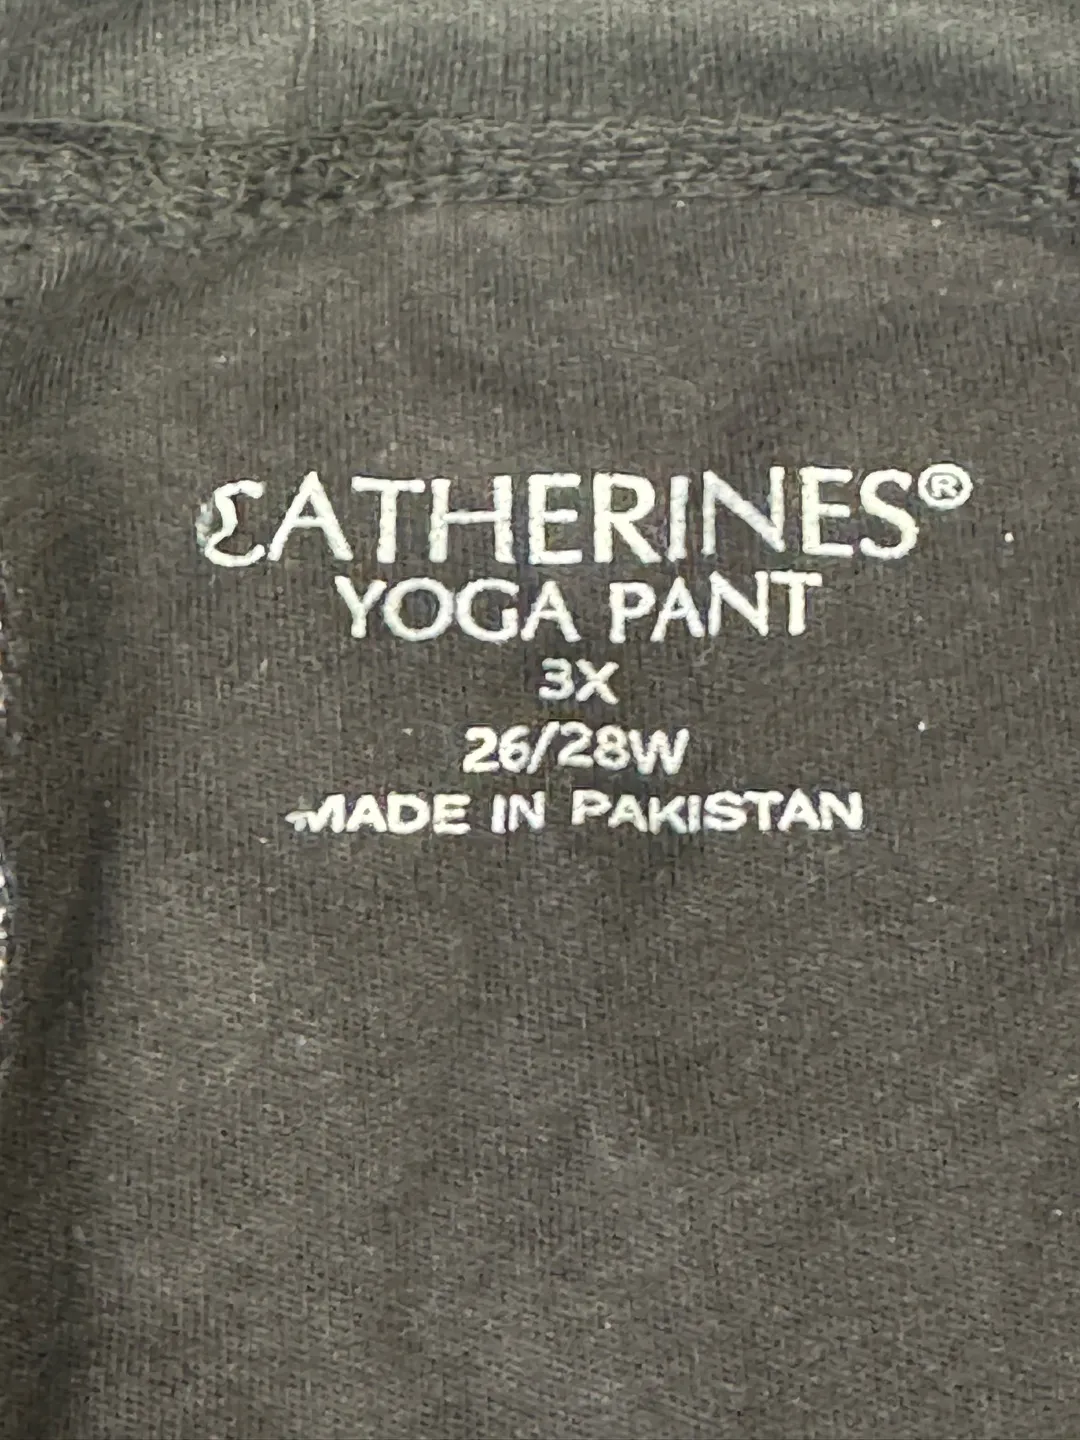 CATHERINES®
YOGA PANT
3X
26/28W
MADE IN PAKISTAN